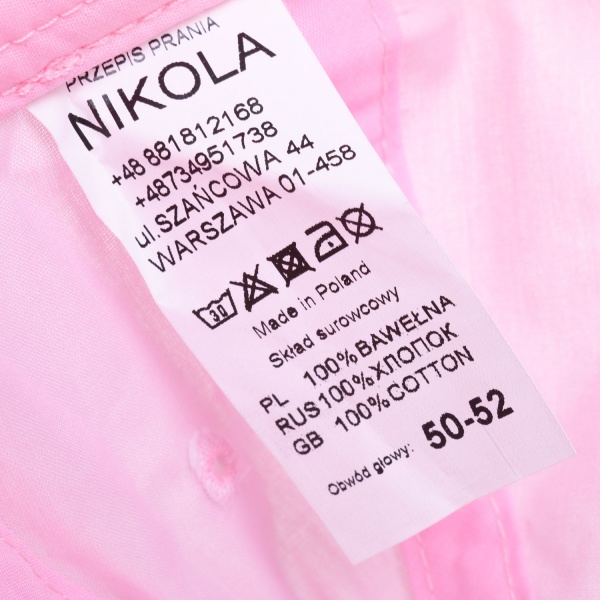 PRZEPIS PRANIA
NIKOLA
+48 881812168
+48734951738
ul.SZAŃCOWA 44
WARSZAWA 01-458
30
Made in Poland
Skład surowcowy
PL 100%BAWEŁNA
RUS100%ХЛОПОК
GB 100%COTTON
Obwód głowy: 50-52